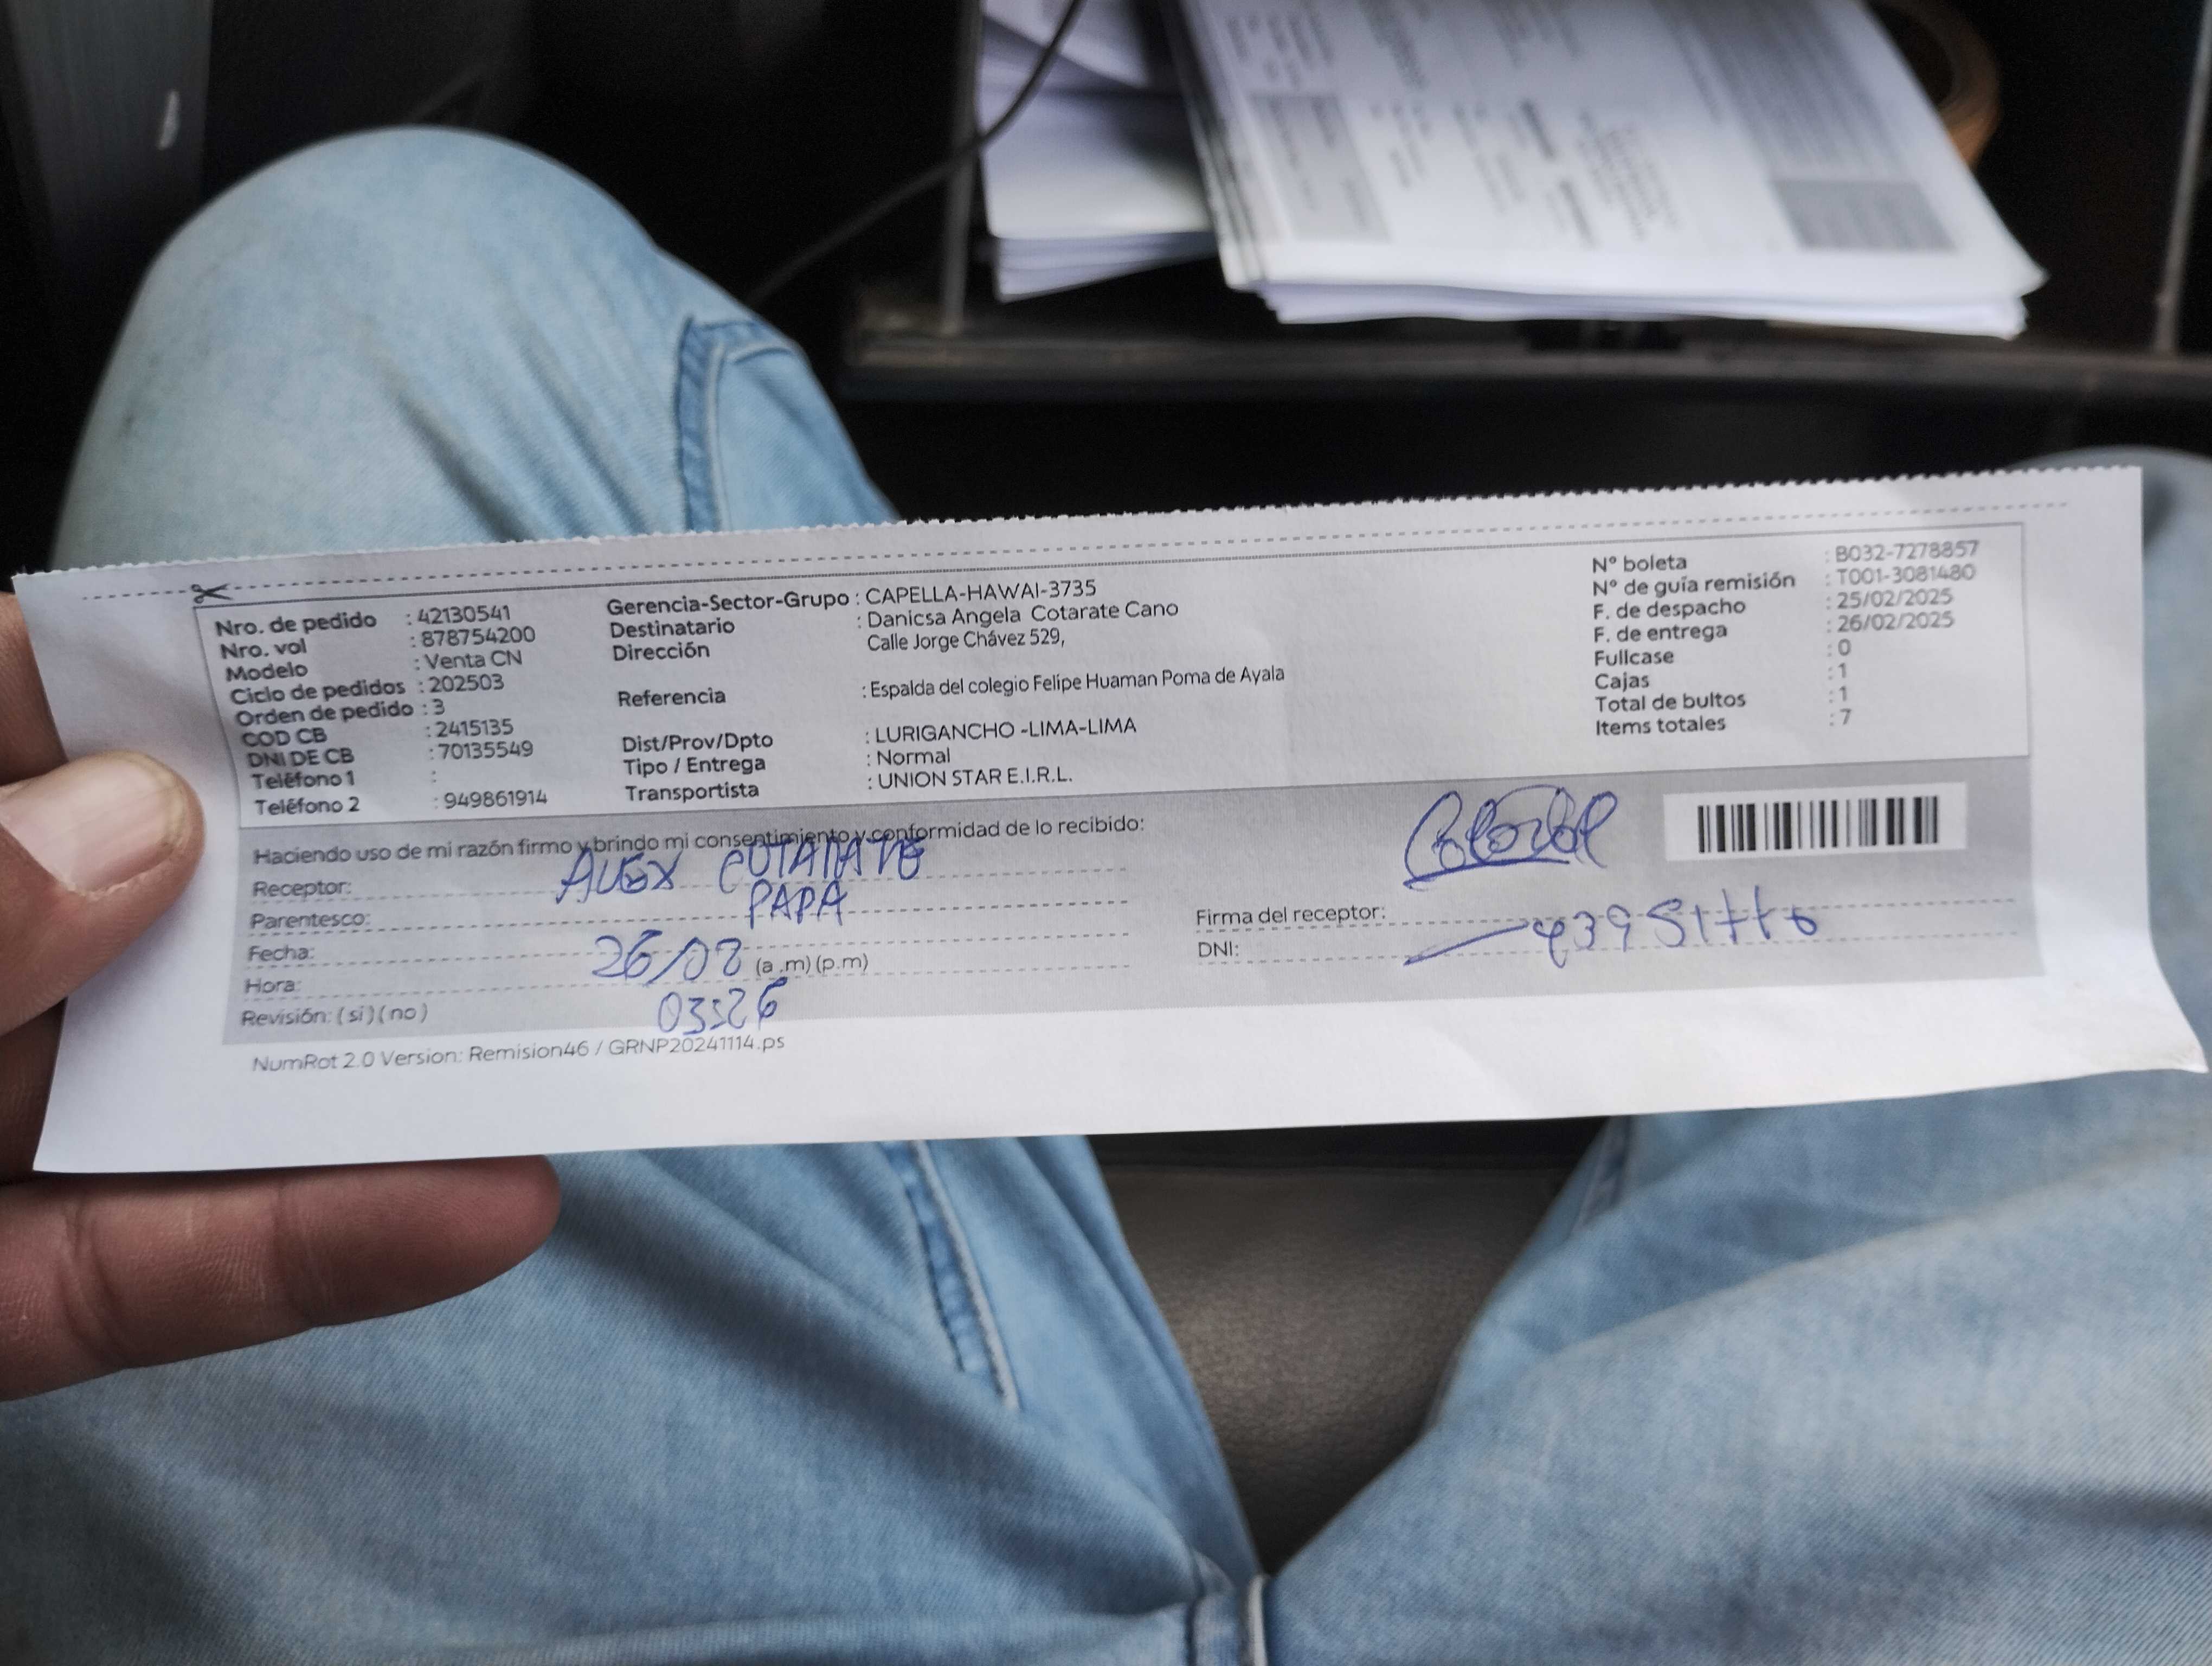 Nro. de pedido : 42130541
Nro. vol : 878754200
Modelo : Venta CN
Ciclo de pedidos : 202503
Orden de pedido : 3
COD CB : 2415135
DNI DE CB : 70135549
Teléfono 1 :
Teléfono 2 : 949861914
Gerencia-Sector-Grupo : CAPELLA-HAWAI-3735
Destinatario : Danicsa Angela Cotarate Cano
Dirección Calle Jorge Chávez 529,
Referencia : Espalda del colegio Felipe Huaman Poma de Ayala
Dist/Prov/Dpto : LURIGANCHO -LIMA-LIMA
Tipo / Entrega : Normal
Transportista : UNION STAR E.I.R.L.
N° boleta : B032-7278857
N° de guía remisión : T001-3081480
F. de despacho : 25/02/2025
F. de entrega : 26/02/2025
Fullcase : 0
Cajas : 1
Total de bultos : 1
Items totales : 7
Haciendo uso de mi razón firmo y brindo mi consentimiento y conformidad de lo recibido:
Receptor: ALEX COTARATE
Parentesco: PAPA
Fecha: 26/02
Hora: (a .m) (p.m)
03:26
Revisión: ( si ) ( no )
Firma del receptor:
DNI:
NumRot 2.0 Version: Remision46 / GRNP20241114.ps